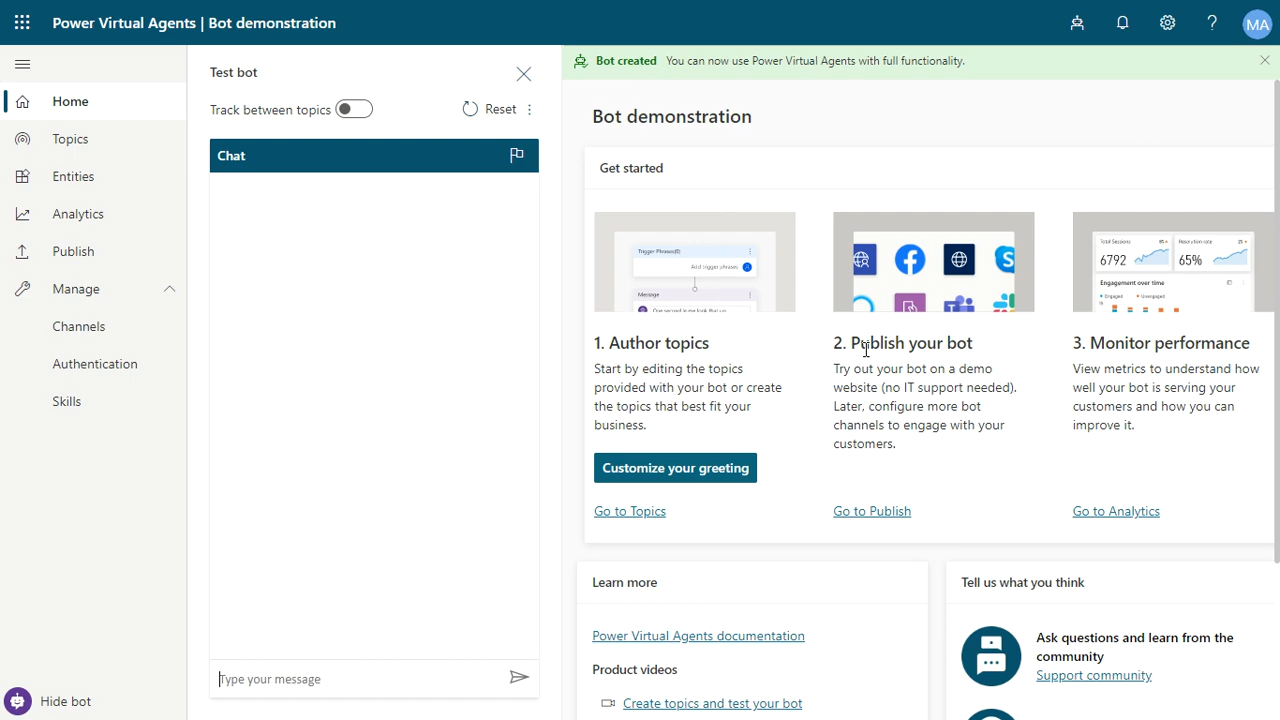 Power Virtual Agents | Bot demonstration
MA
Home
Topics
Entities
Analytics
Publish
Manage
Channels
Authentication
Skills
Hide bot
Test bot
Track between topics
Reset
Chat
Type your message
Bot created You can now use Power Virtual Agents with full functionality.
Bot demonstration
Get started
Trigger Phrases(0)
Add trigger phrases
Message
1. Author topics
Start by editing the topics
provided with your bot or create
the topics that best fit your
business.
Customize your greeting
Go to Topics
2. Publish your bot
Try out your bot on a demo
website (no IT support needed).
Later, configure more bot
channels to engage with your
customers.
Go to Publish
Total Sessions
6792
Resolution rate
65%
Engagement over time
Engaged
Unengaged
3. Monitor performance
View metrics to understand how
well your bot is serving your
customers and how you can
improve it.
Go to Analytics
Learn more
Power Virtual Agents documentation
Product videos
Create topics and test your bot
Tell us what you think
Ask questions and learn from the
community
Support community